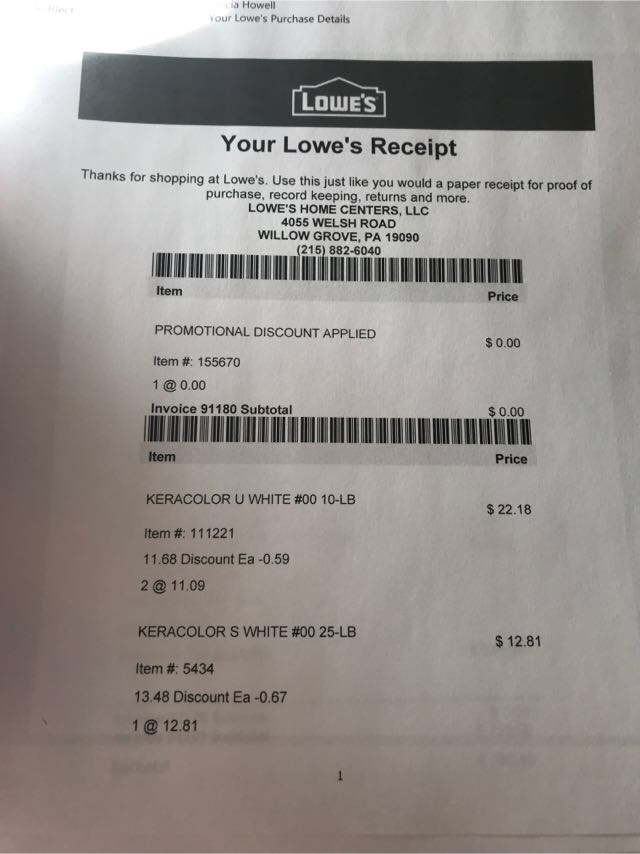 cia Howell
Your Lowe's Purchase Details
LOWE'S
Your Lowe's Receipt
Thanks for shopping at Lowe's. Use this just like you would a paper receipt for proof of
purchase, record keeping, returns and more.
LOWE'S HOME CENTERS, LLC
4055 WELSH ROAD
WILLOW GROVE, PA 19090
(215) 882-6040
Item Price
PROMOTIONAL DISCOUNT APPLIED $ 0.00
Item #: 155670
1 @ 0.00
Invoice 91180 Subtotal $ 0.00
Item Price
KERACOLOR U WHITE #00 10-LB $ 22.18
Item #: 111221
11.68 Discount Ea -0.59
2 @ 11.09
KERACOLOR S WHITE #00 25-LB $ 12.81
Item #: 5434
13.48 Discount Ea -0.67
1 @ 12.81
1